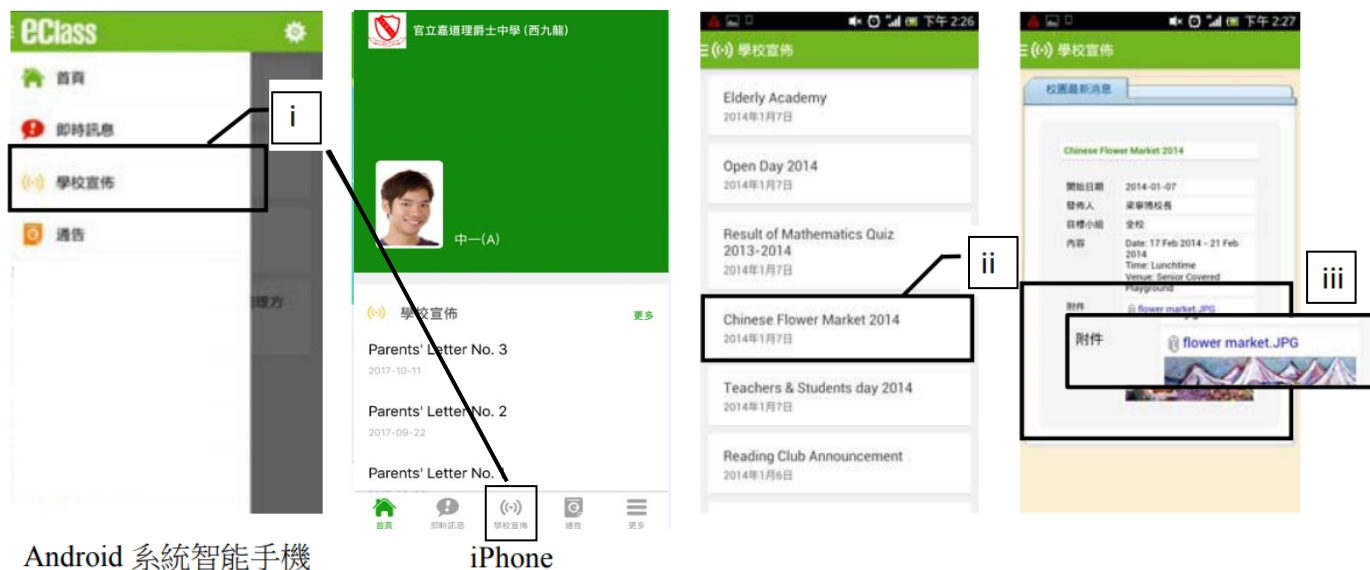 eClass
首頁
即時訊息
學校宣佈
通告
i
官立嘉道理爵士中學 (西九龍)
中一(A)
學校宣佈
更多
Parents' Letter No. 3
2017-10-11
Parents' Letter No. 2
2017-09-22
Parents' Letter No.
首頁
即時訊息
學校宣佈
通告
更多
下午 2:26
學校宣佈
Elderly Academy
2014年1月7日
Open Day 2014
2014年1月7日
Result of Mathematics Quiz
2013-2014
2014年1月7日
Chinese Flower Market 2014
2014年1月7日
Teachers & Students day 2014
2014年1月7日
Reading Club Announcement
2014年1月6日
ii
下午 2:27
學校宣佈
校園最新消息
Chinese Flower Market 2014
開始日期 2014-01-07
發佈人 梁寧博校長
目標小組 全校
內容 Date: 17 Feb 2014 - 21 Feb
2014
Time: Lunchtime
Venue: Senior Covered
Playground
附件 flower market.JPG
附件 flower market.JPG
iii
Android 系統智能手機
iPhone